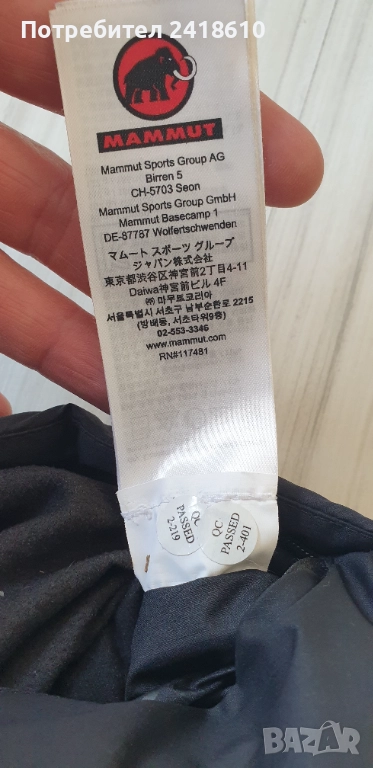 Потребител 2418610
MAMMUT
Mammut Sports Group AG
Birren 5
CH-5703 Seon
Mammut Sports Group GmbH
Mammut Basecamp 1
DE-87787 Wolfertschwenden
マムート スポーツ グループ
ジャパン株式会社
東京都渋谷区神宮前2丁目4-11
Daiwa神宮前ビル 4F
㈜ 마무트코리아
서울특별시 서초구 남부순환로 2215
(방배동, 서초타워9층)
02-553-3346
www.mammut.com
RN#117481
QC
PASSED
2-219
QC
PASSED
2-401
BAZAR